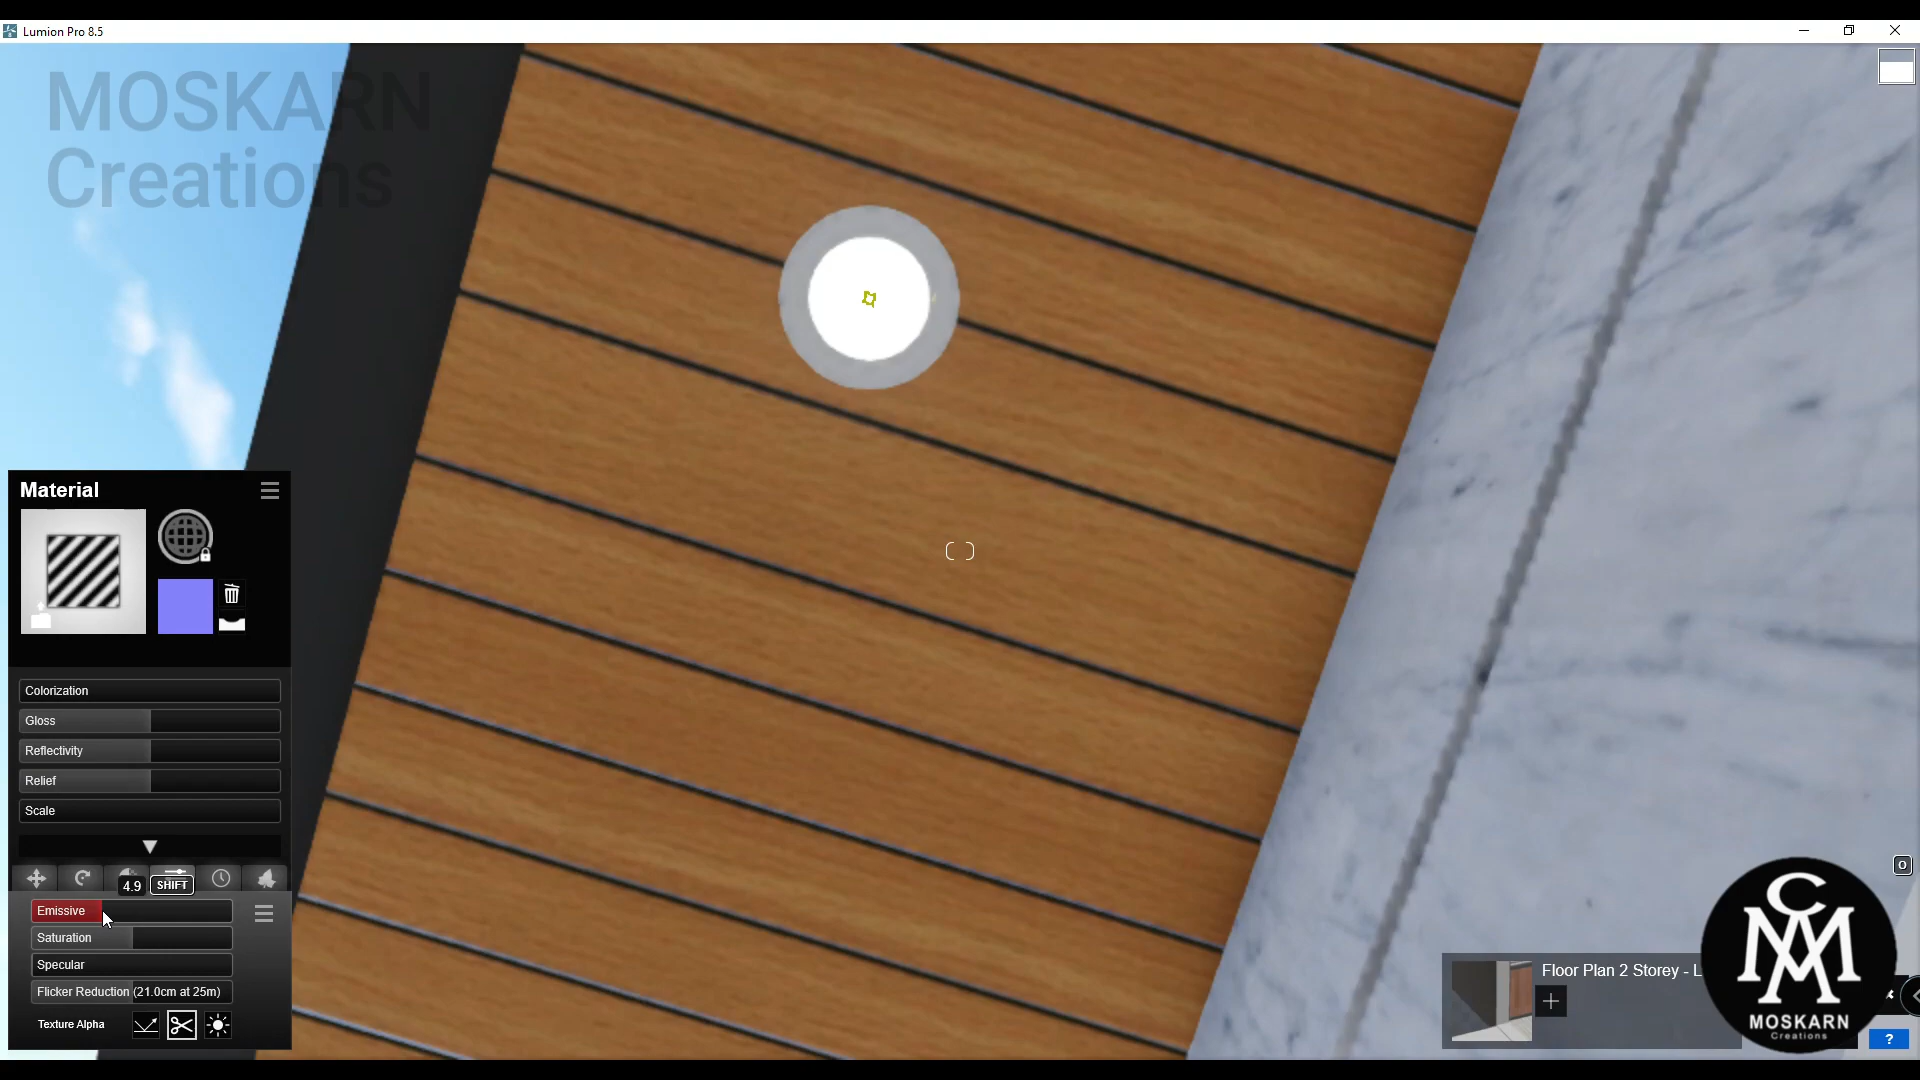 Lumion Pro 8.5
MOSKARN
Creations
Material
Colorization
Gloss
Reflectivity
Relief
Scale
4.9
SHIFT
Emissive
Saturation
Specular
Flicker Reduction (21.0cm at 25m)
Texture Alpha
O
Floor Plan 2 Storey - L
CM
MOSKARN
Creations
?